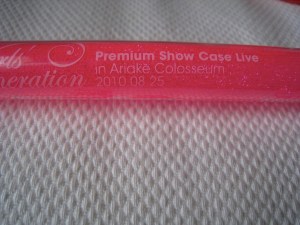 Premium Show Case Live
in Ariake Colosseum
2010.08.25